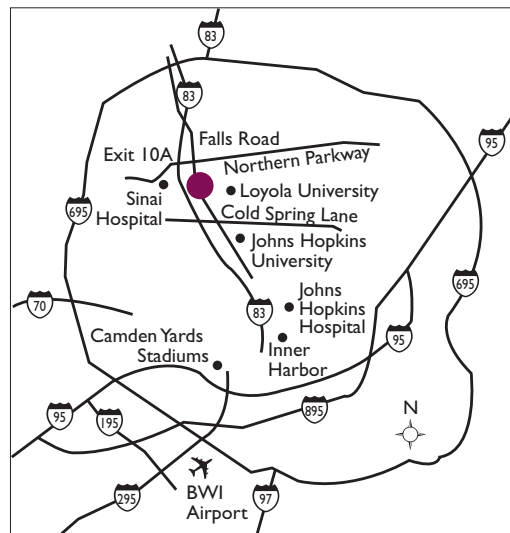 83
83
95
Falls Road
Exit 10A
Northern Parkway
Sinai
Hospital
Loyola University
695
Cold Spring Lane
Johns Hopkins
University
695
70
83
Johns
Hopkins
Hospital
Camden Yards
Stadiums
95
Inner
Harbor
95
195
895
N
295
BWI
Airport
97